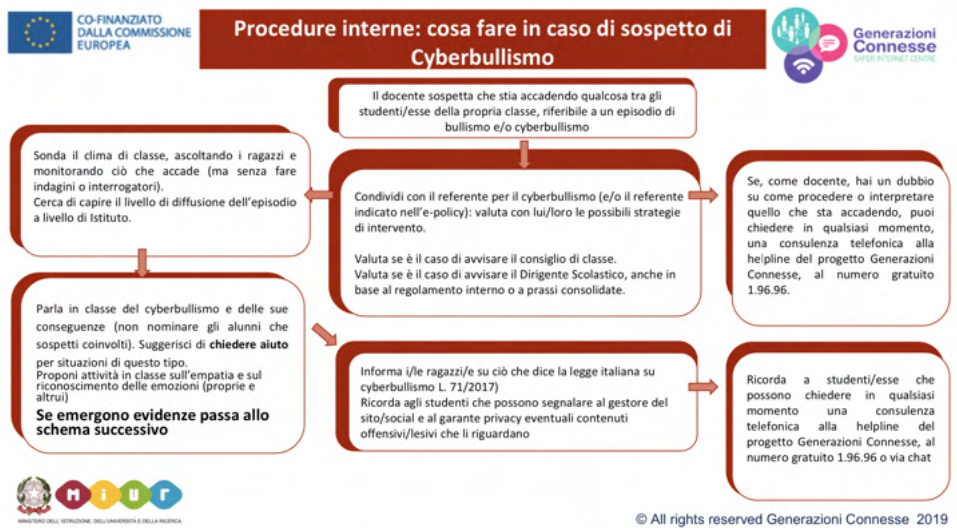 CO-FINANZIATO
DALLA COMMISSIONE
EUROPEA
Procedure interne: cosa fare in caso di sospetto di
Cyberbullismo
Generazioni
Connesse
SAFER INTERNET CENTRE
Il docente sospetta che stia accadendo qualcosa tra gli
studenti/esse della propria classe, riferibile a un episodio di
bullismo e/o cyberbullismo
Sonda il clima di classe, ascoltando i ragazzi e
monitorando ciò che accade (ma senza fare
indagini o interrogatori).
Cerca di capire il livello di diffusione dell'episodio
a livello di Istituto.
Condividi con il referente per il cyberbullismo (e/o il referente
indicato nell'e-policy): valuta con lui/loro le possibili strategie
di intervento.
Valuta se è il caso di avvisare il consiglio di classe.
Valuta se è il caso di avvisare il Dirigente Scolastico, anche in
base al regolamento interno o a prassi consolidate.
Se, come docente, hai un dubbio
su come procedere o interpretare
quello che sta accadendo, puoi
chiedere in qualsiasi momento,
una consulenza telefonica alla
helpline del progetto Generazioni
Connesse, al numero gratuito
1.96.96.
Parla in classe del cyberbullismo e delle sue
conseguenze (non nominare gli alunni che
sospetti coinvolti). Suggerisci di chiedere aiuto
per situazioni di questo tipo.
Proponi attività in classe sull'empatia e sul
riconoscimento delle emozioni (proprie e
altrui)
Se emergono evidenze passa allo
schema successivo
Informa i/le ragazzi/e su ciò che dice la legge italiana su
cyberbullismo L. 71/2017)
Ricorda agli studenti che possono segnalare al gestore del
sito/social e al garante privacy eventuali contenuti
offensivi/lesivi che li riguardano
Ricorda a studenti/esse che
possono chiedere in qualsiasi
momento una consulenza
telefonica alla helpline del
progetto Generazioni Connesse, al
numero gratuito 1.96.96 o via chat
MIUR
MINISTERO DELL'ISTRUZIONE, DELL'UNIVERSITÀ E DELLA RICERCA
© All rights reserved Generazioni Connesse 2019